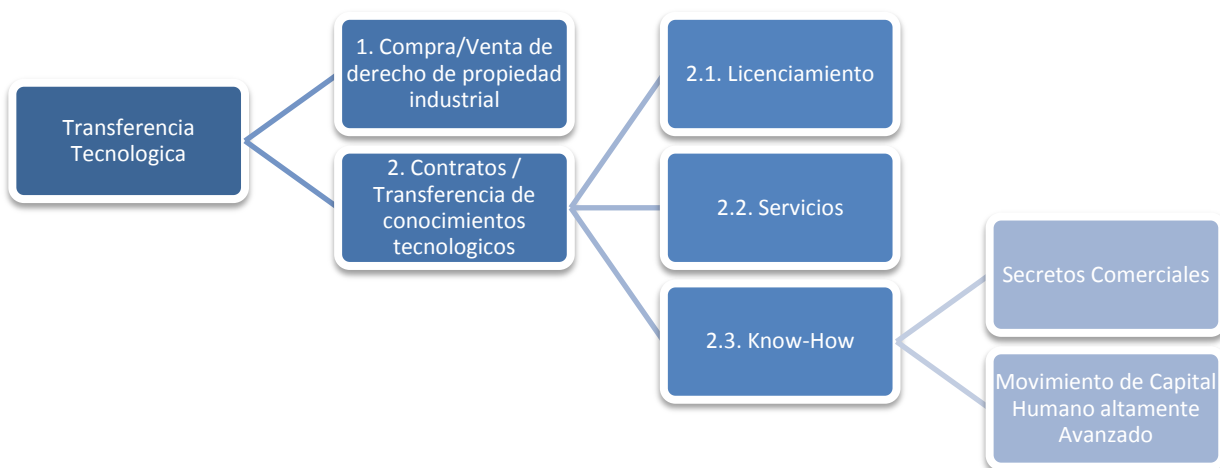 Transferencia
Tecnologica
1. Compra/Venta de
derecho de propiedad
industrial
2. Contratos /
Transferencia de
conocimientos
tecnologicos
2.1. Licenciamiento
2.2. Servicios
2.3. Know-How
Secretos Comerciales
Movimiento de Capital
Humano altamente
Avanzado